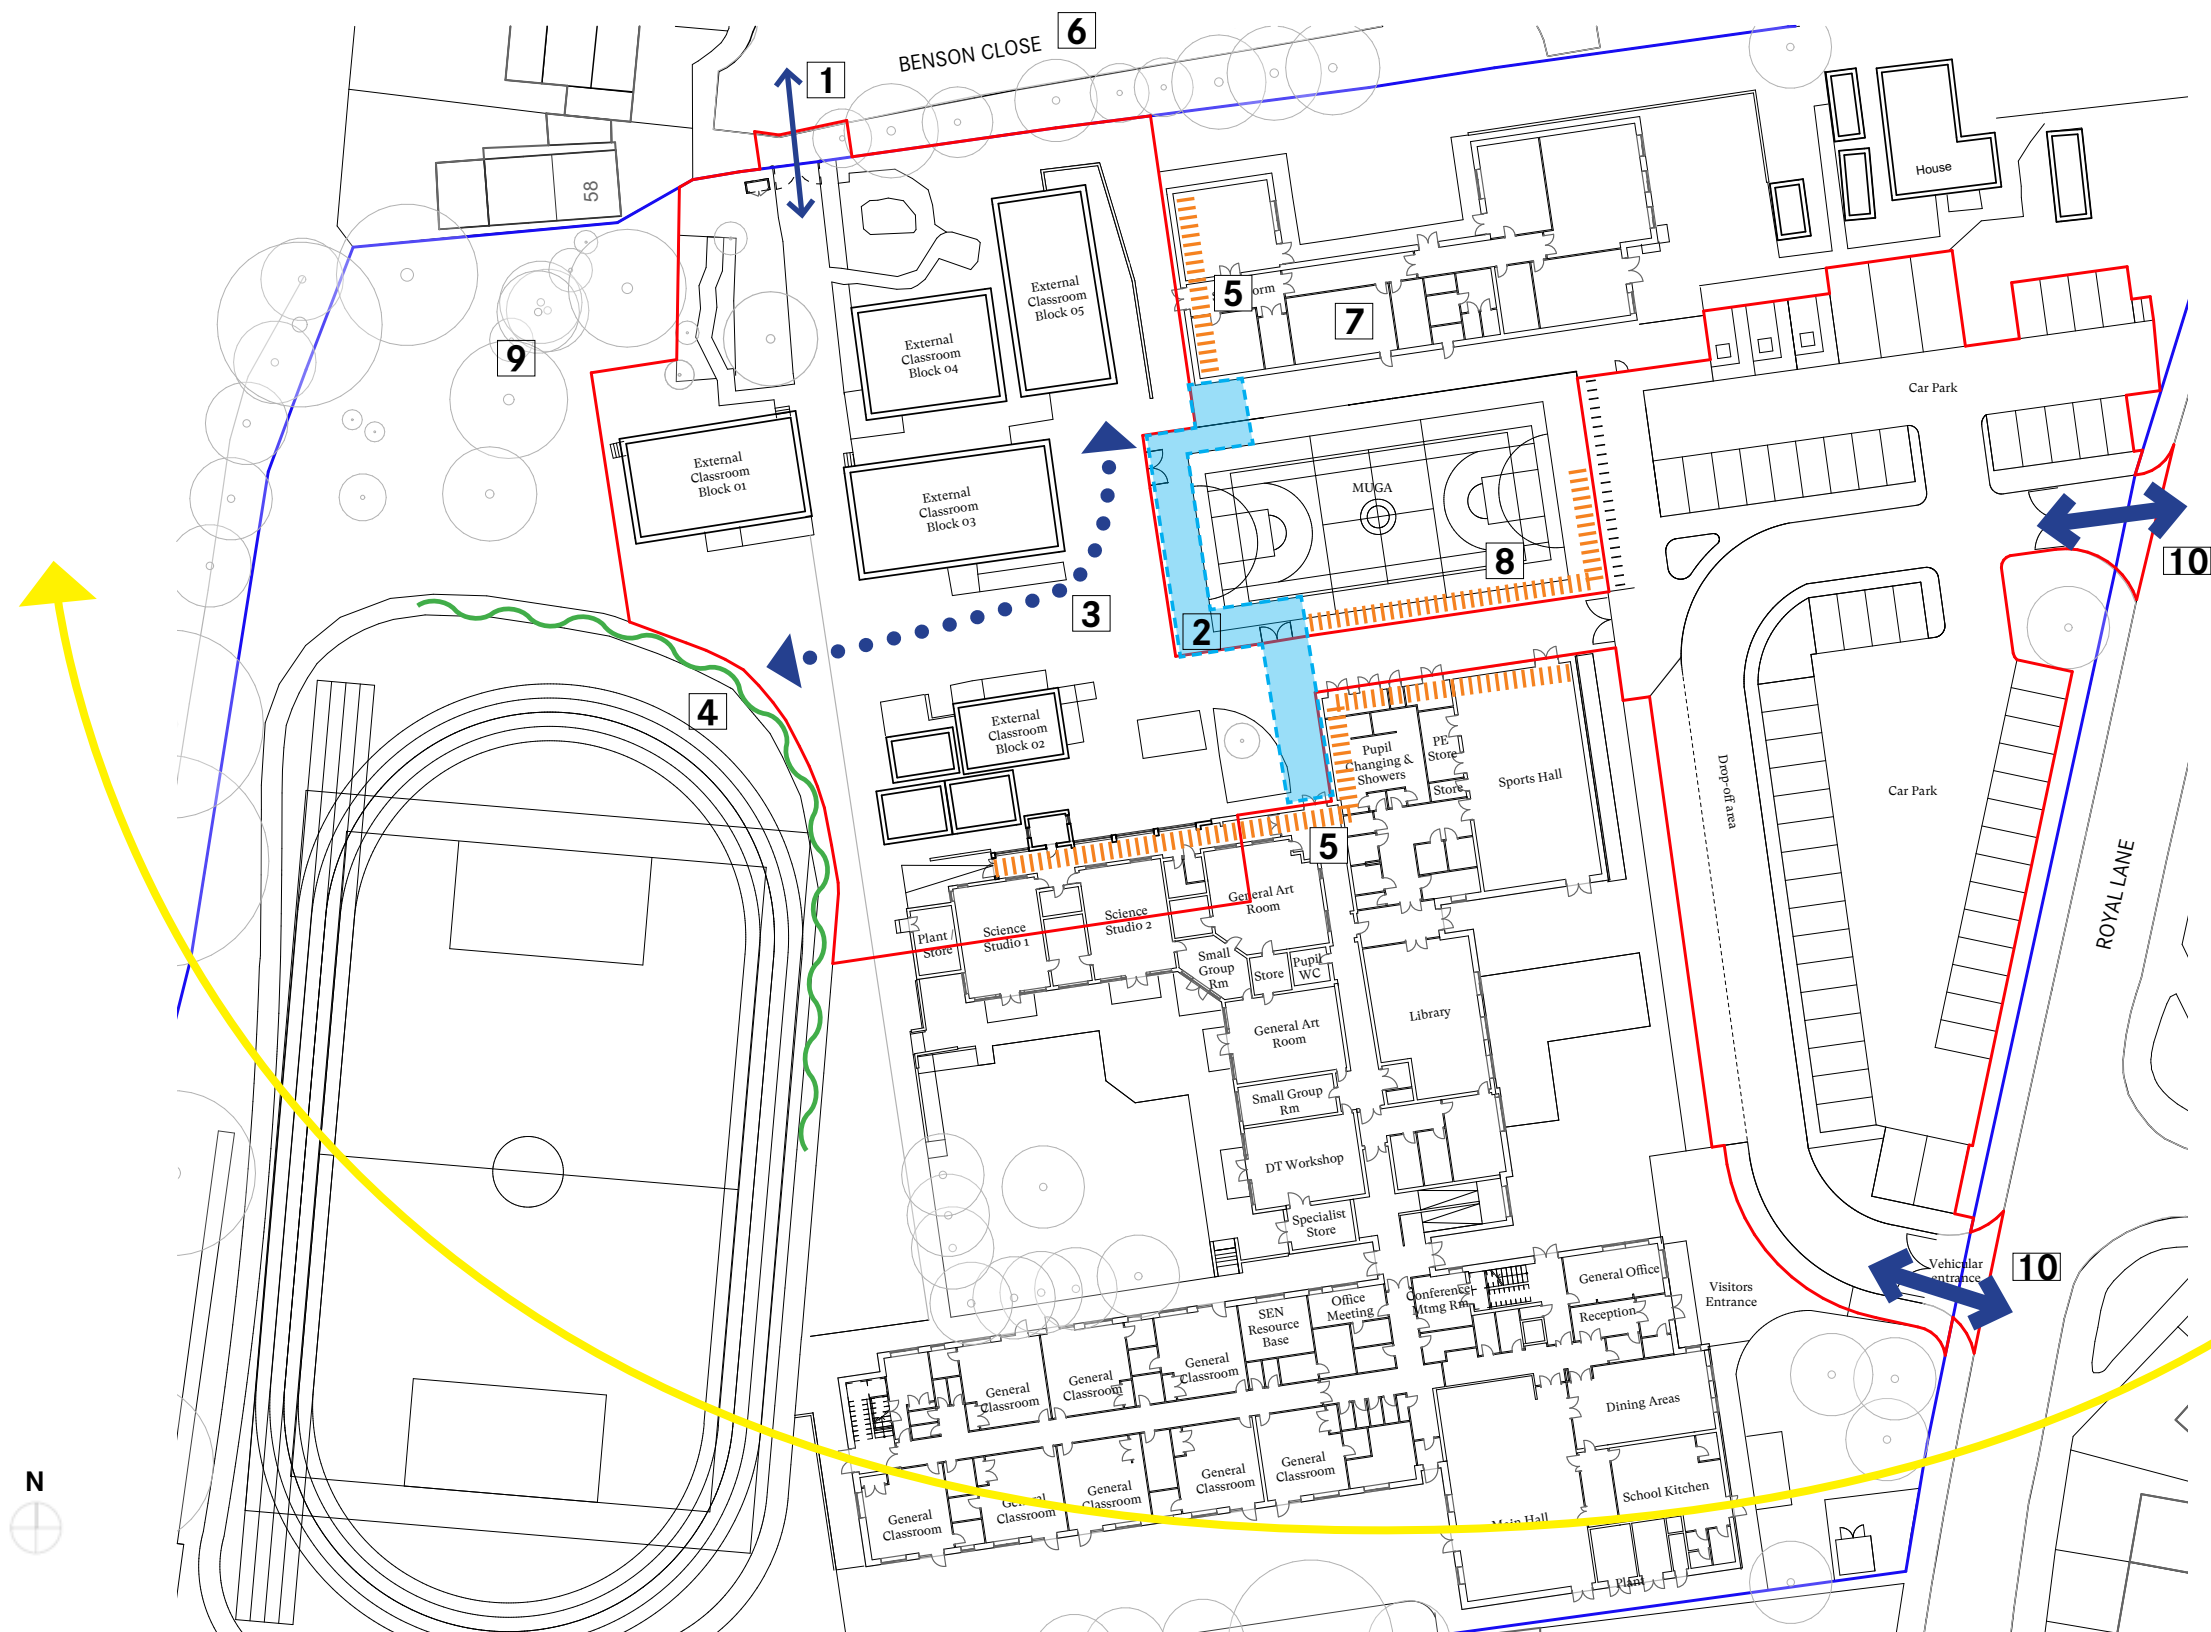 6
BENSON CLOSE
1
58
House
External
Classroom
Block 05
5
orm
7
External
Classroom
Block 04
9
Car Park
External
Classroom
Block 01
External
Classroom
Block 03
MUGA
8
10
3
2
4
External
Classroom
Block 02
Pupil
Changing &
Showers
PE
Store
Store
Sports Hall
Drop off area
Car Park
5
ROYAL LANE
General Art
Room
Science
Studio 2
Science
Studio 1
Plant /
Store
Small
Group
Rm
Store
Pupil
WC
General Art
Room
Library
Small Group
Rm
DT Workshop
Specialist
Store
Vehicular
entrance
10
General Office
Visitors
Entrance
Conference
Mtmg Rm
Reception
Office
Meeting
SEN
Resource
Base
General
Classroom
General
Classroom
General
Classroom
Dining Areas
General
Classroom
General
Classroom
General
Classroom
General
Classroom
General
Classroom
School Kitchen
Main Hall
Plant
N